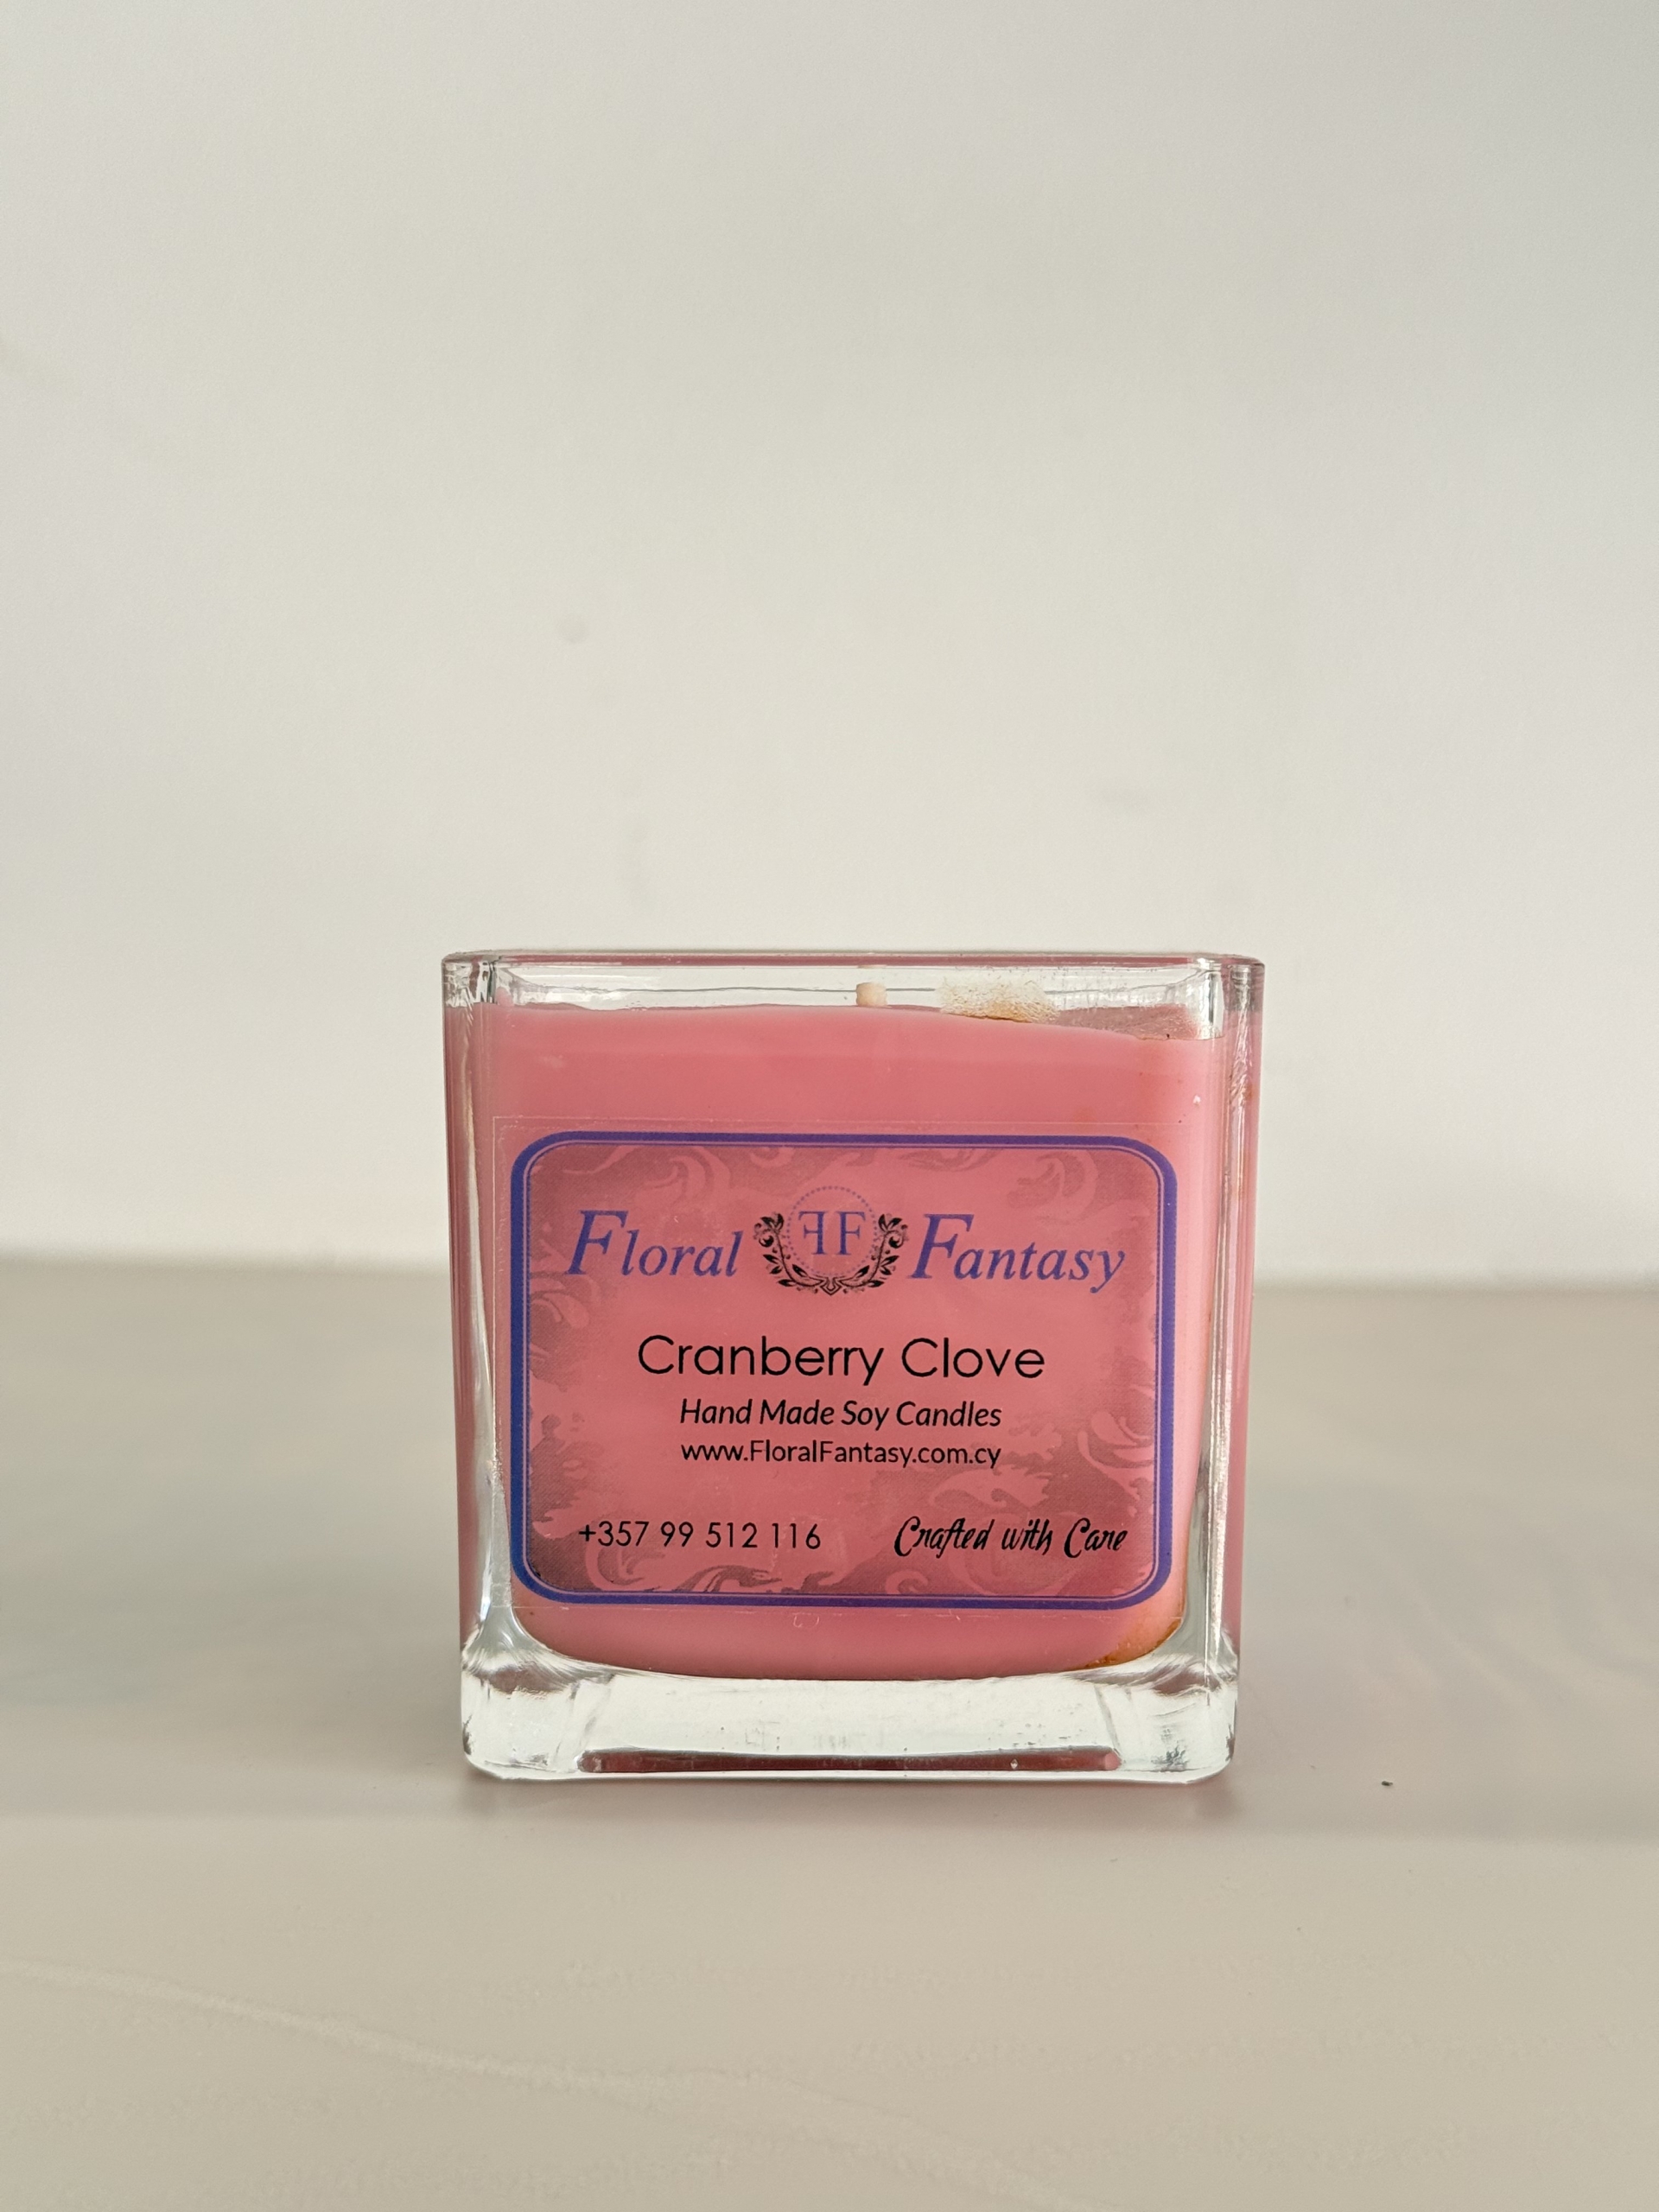 Floral FF Fantasy
Cranberry Clove
Hand Made Soy Candles
www.FloralFantasy.com.cy
+357 99 512 116 Crafted with Care